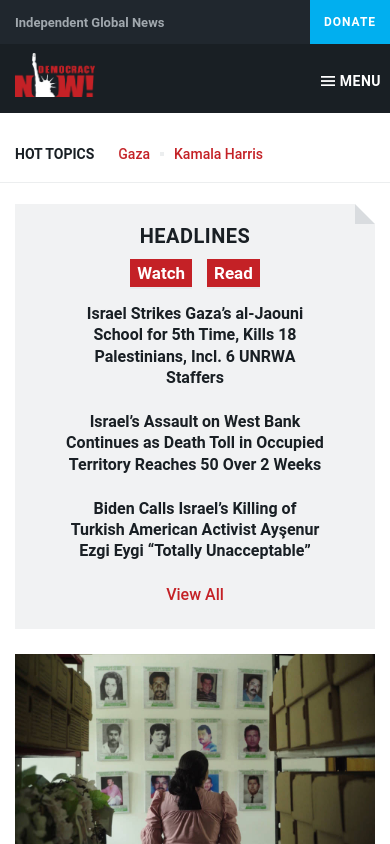 Independent Global News
DONATE
DEMOCRACY
NOW!
MENU
HOT TOPICS
Gaza
Kamala Harris
HEADLINES
Watch
Read
Israel Strikes Gaza’s al-Jaouni
School for 5th Time, Kills 18
Palestinians, Incl. 6 UNRWA
Staffers
Israel’s Assault on West Bank
Continues as Death Toll in Occupied
Territory Reaches 50 Over 2 Weeks
Biden Calls Israel’s Killing of
Turkish American Activist Ayşenur
Ezgi Eygi “Totally Unacceptable”
View All